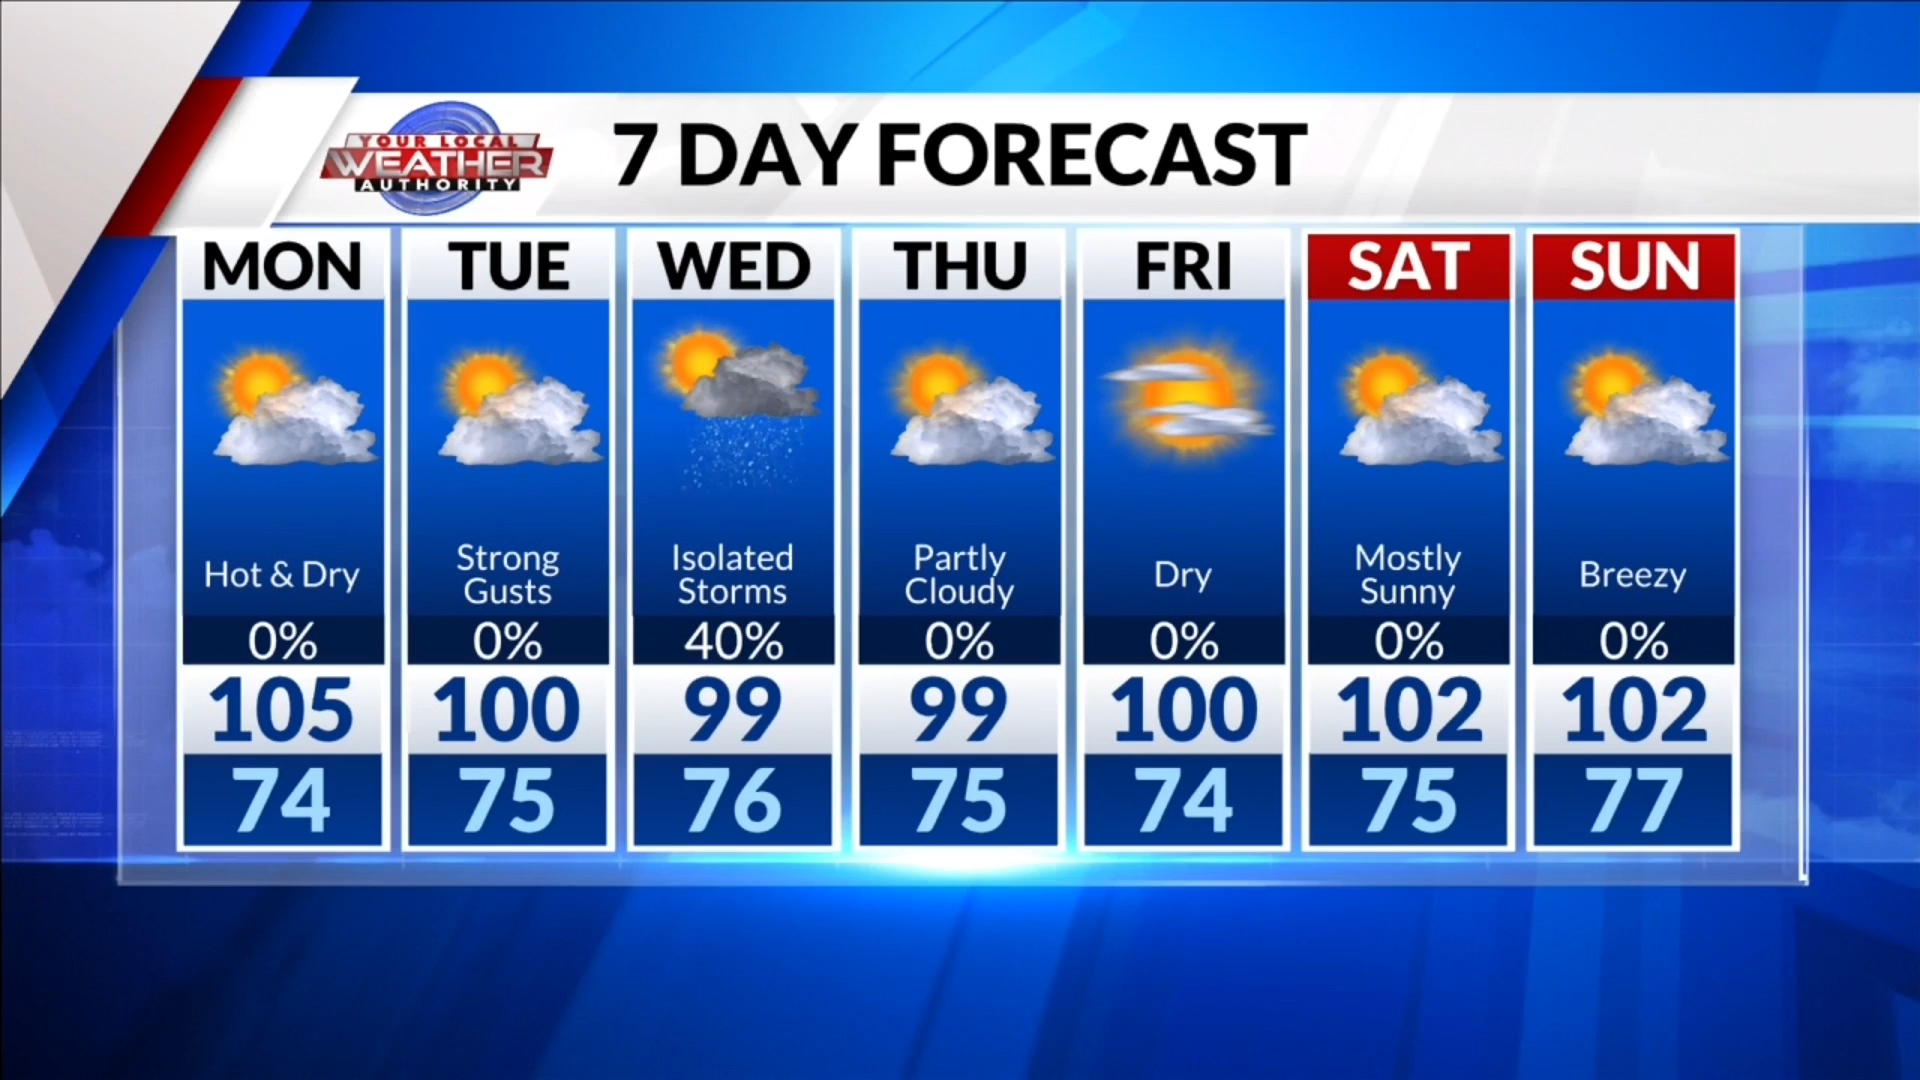 YOUR LOCAL
WEATHER
AUTHORITY
7 DAY FORECAST
MON
TUE
WED
THU
FRI
SAT
SUN
Hot & Dry
Strong
Gusts
Isolated
Storms
Partly
Cloudy
Dry
Mostly
Sunny
Breezy
0%
0%
40%
0%
0%
0%
0%
105
100
99
99
100
102
102
74
75
76
75
74
75
77